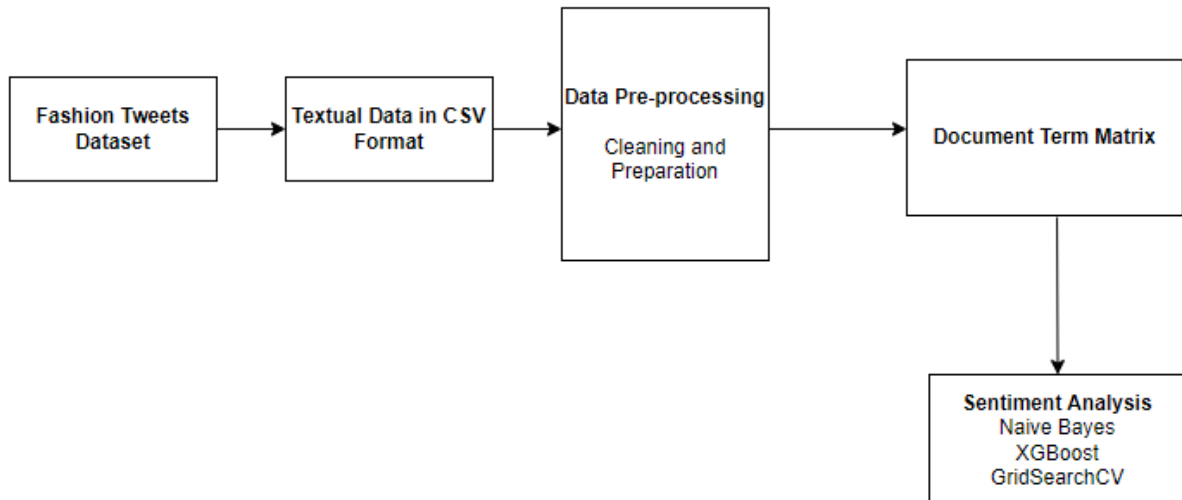 Fashion Tweets
Dataset
Textual Data in CSV
Format
Data Pre-processing
Cleaning and
Preparation
Document Term Matrix
Sentiment Analysis
Naive Bayes
XGBoost
GridSearchCV